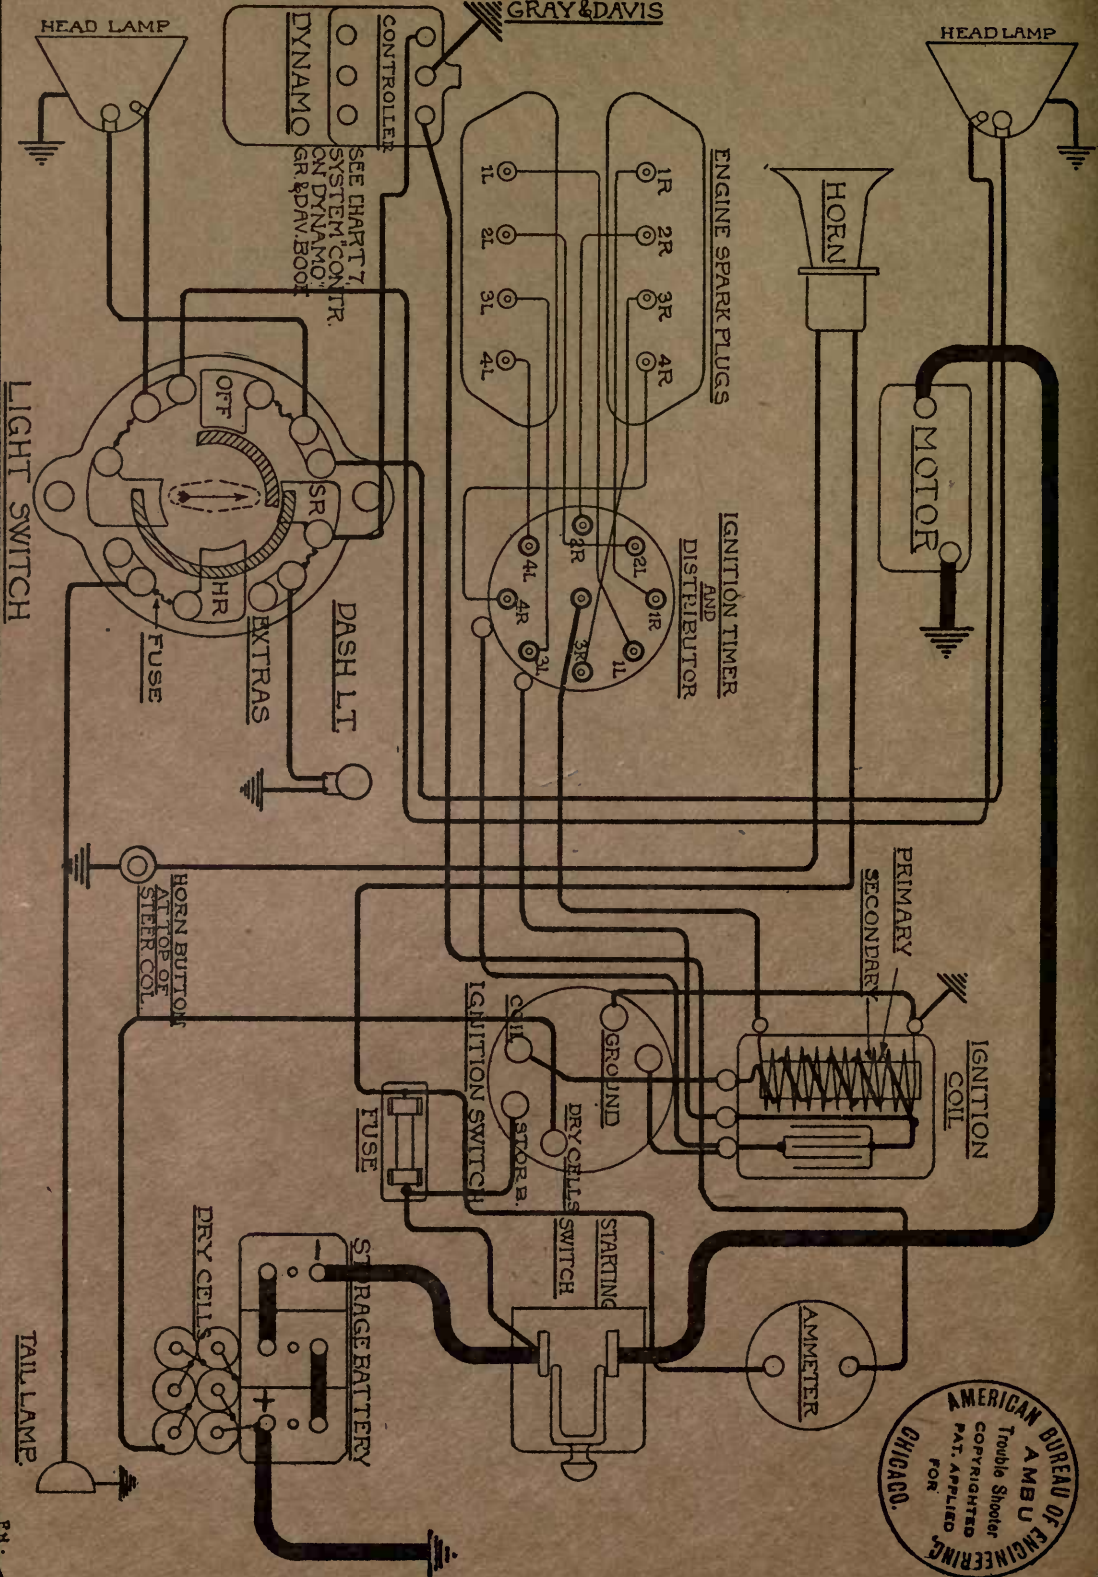 HEAD LAMP
GRAY & DAVIS
HEAD LAMP
DYNAMO
CONTROLLER
SEE CHART 7,
SYSTEM "CONTR.
ON DYNAMO"
GR. & DAV. BOOK
ENGINE SPARK PLUGS
1L
2L
3L
4L
1R
2R
3R
4R
HORN
MOTOR
LIGHT SWITCH
OFF
SR
HR
FUSE
EXTRAS
DASH LT.
IGNITION TIMER
AND
DISTRIBUTOR
2R
2L
4L
1R
4R
3L
3R
1L
HORN BUTTON
AT TOP OF
STEER COL.
PRIMARY
SECONDARY
IGNITION
COIL
IGNITION SWITCH
COIL
GROUND
STOR B.
DRY CELLS
FUSE
STARTING
SWITCH
AMMETER
STORAGE BATTERY
-
+
DRY CELLS
TAIL LAMP.
AMERICAN BUREAU OF ENGINEERING,
CHICAGO.
AMBU
Trouble Shooter
COPYRIGHTED
PAT. APPLIED
FOR